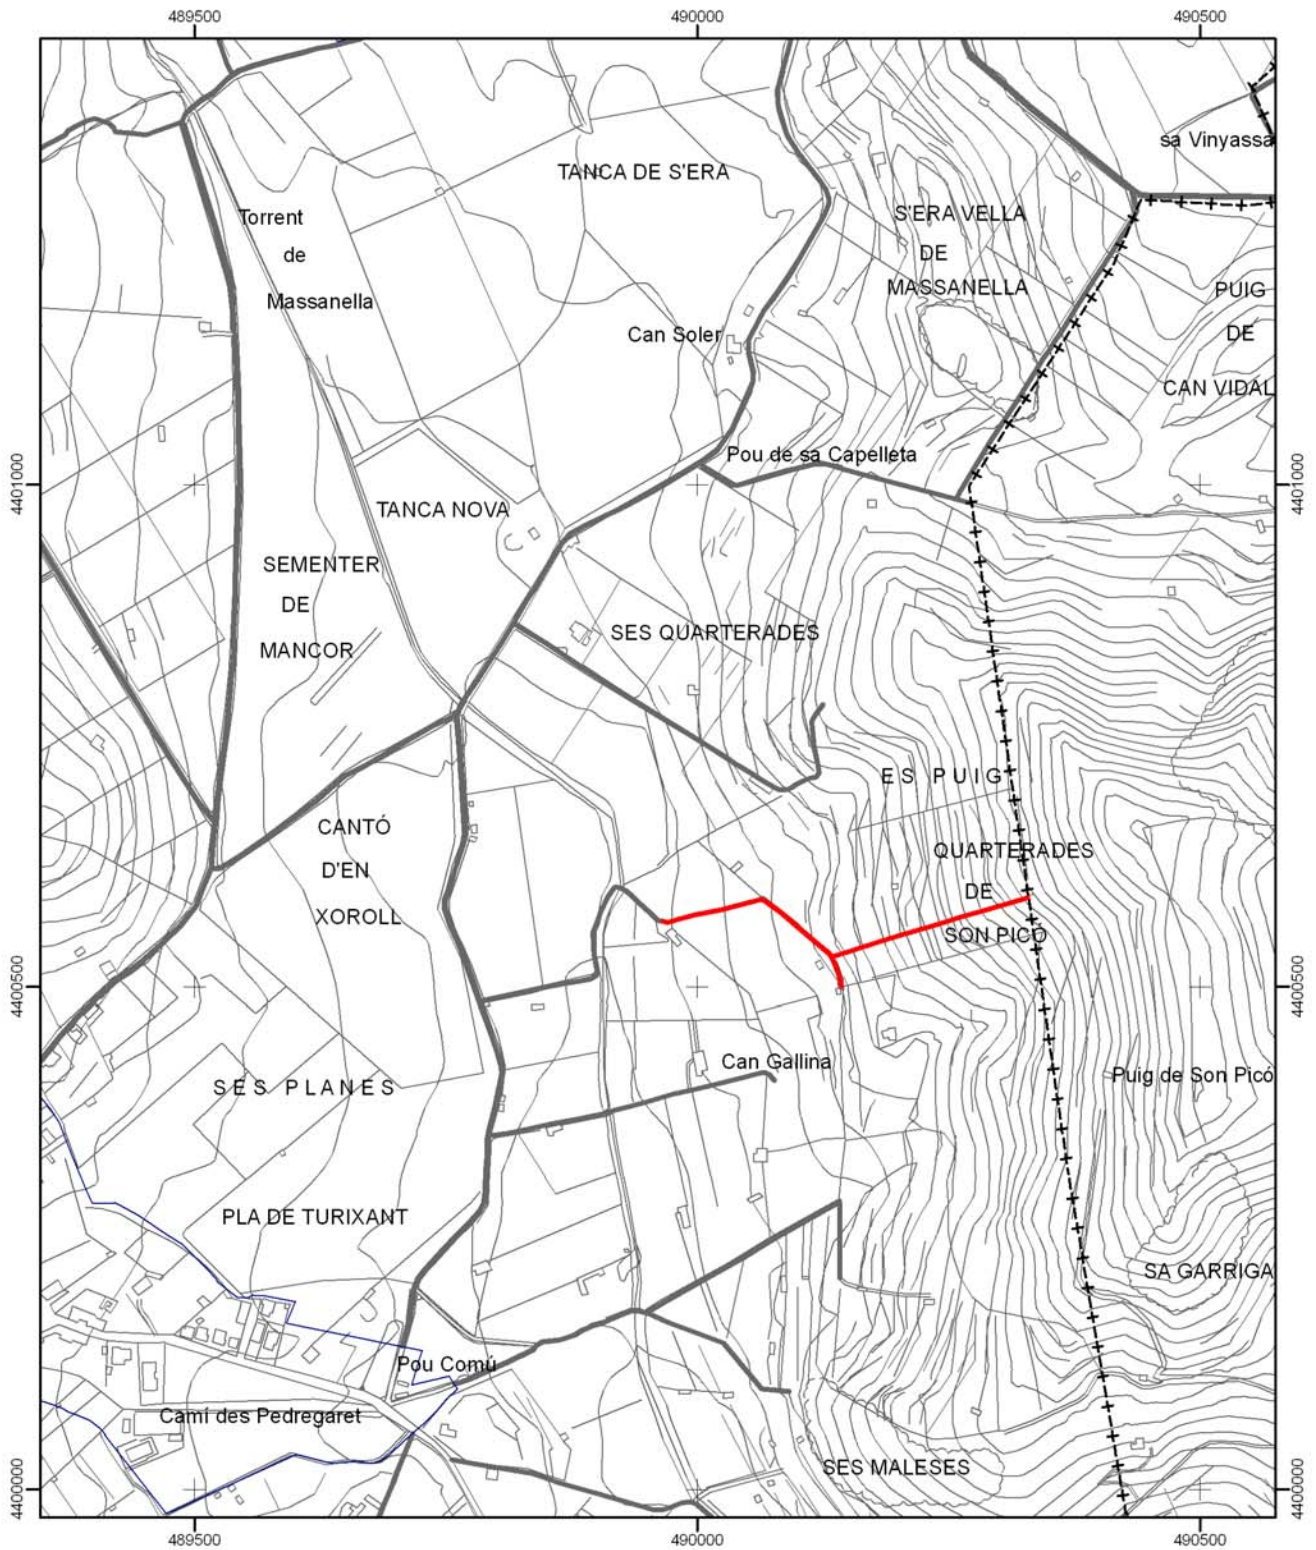 489500
490000
490500
sa Vinyassa
TANCA DE S'ERA
Torrent
de
Massanella
S'ERA VELLA
DE
MASSANELLA
PUIG
DE
CAN VIDAL
Can Soler
Pou de sa Capelleta
4401000
4401000
TANCA NOVA
SEMENTER
DE
MANCOR
SES QUARTERADES
ES PUIG
CANTÓ
D'EN
XOROLL
QUARTERADES
DE
SON PICÓ
4400500
4400500
Can Gallina
Puig de Son Picó
SES PLANES
PLA DE TURIXANT
SA GARRIGA
Pou Comú
Camí des Pedregaret
SES MALESES
4400000
4400000
489500
490000
490500